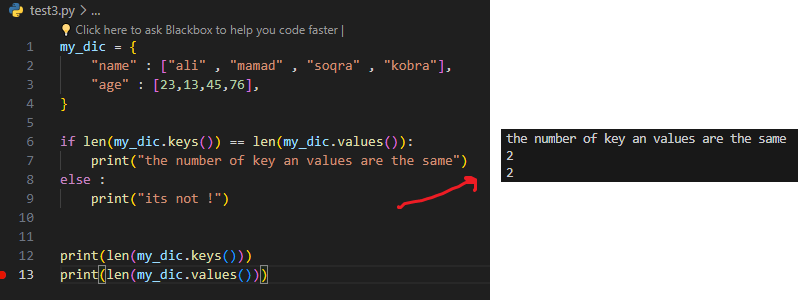 test3.py > ...
Click here to ask Blackbox to help you code faster |
1 my_dic = {
2 "name" : ["ali" , "mamad" , "soqra" , "kobra"],
3 "age" : [23,13,45,76],
4 }
5
6 if len(my_dic.keys()) == len(my_dic.values()):
7 print("the number of key an values are the same")
8 else :
9 print("its not !")
10
11
12 print(len(my_dic.keys()))
13 print(len(my_dic.values()))
the number of key an values are the same
2
2